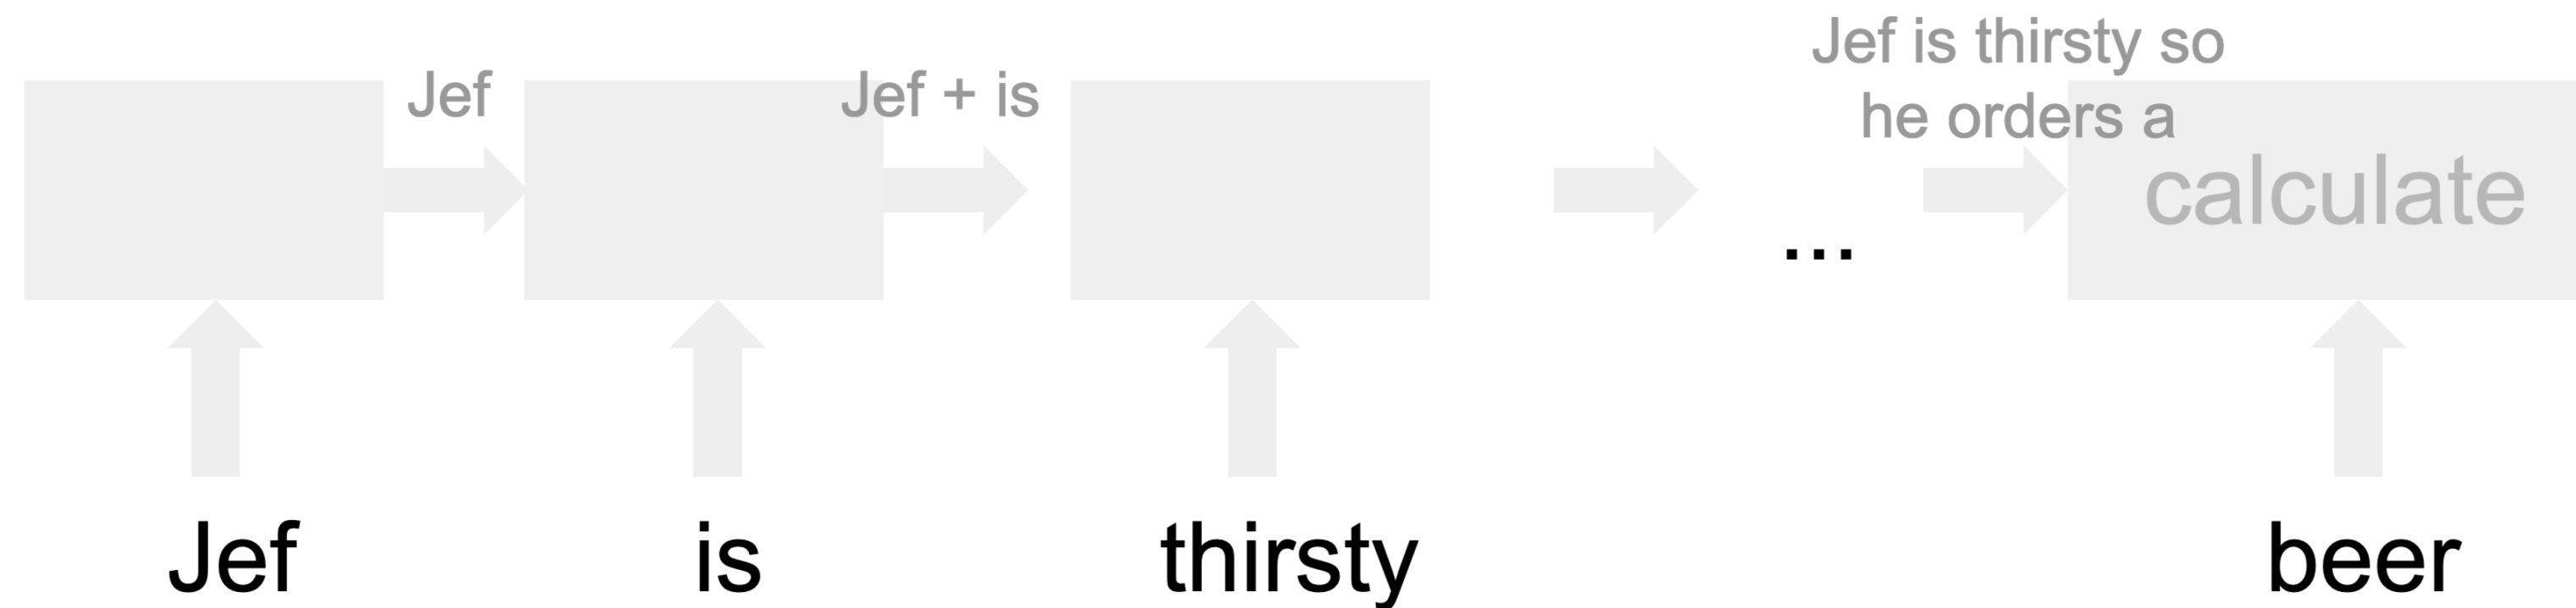 Jef is thirsty so
he orders a
Jef
Jef + is
calculate
...
Jef
is
thirsty
beer